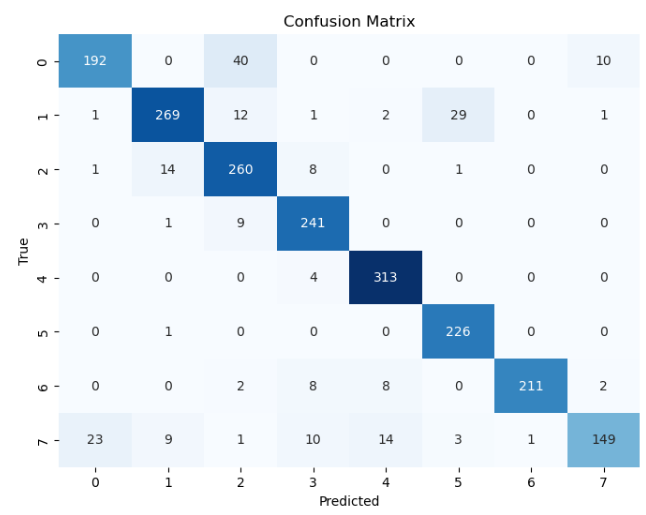 Confusion Matrix
0 192 0 40 0 0 0 0 10
1 1 269 12 1 2 29 0 1
2 1 14 260 8 0 1 0 0
3 0 1 9 241 0 0 0 0
True
4 0 0 0 4 313 0 0 0
5 0 1 0 0 0 226 0 0
6 0 0 2 8 8 0 211 2
7 23 9 1 10 14 3 1 149
0 1 2 3 4 5 6 7
Predicted